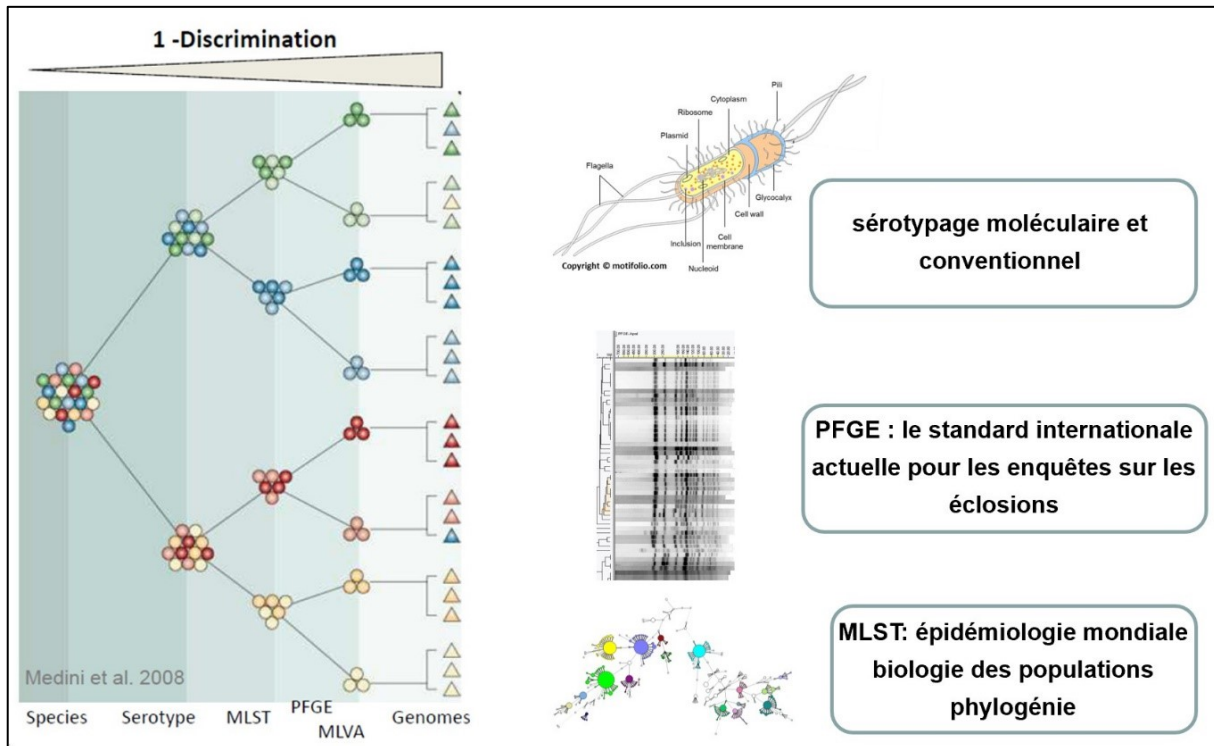 1 -Discrimination
Medini et al. 2008
Species
Serotype
MLST
PFGE
MLVA
Genomes
Pili
Cytoplasm
Ribosome
Plasmid
Flagella
Glycocalyx
Cell wall
Cell
membrane
Inclusion
Nucleoid
Copyright © motifolio.com
sérotypage moléculaire et
conventionnel
PFGE : le standard internationale
actuelle pour les enquêtes sur les
éclosions
MLST: épidémiologie mondiale
biologie des populations
phylogénie